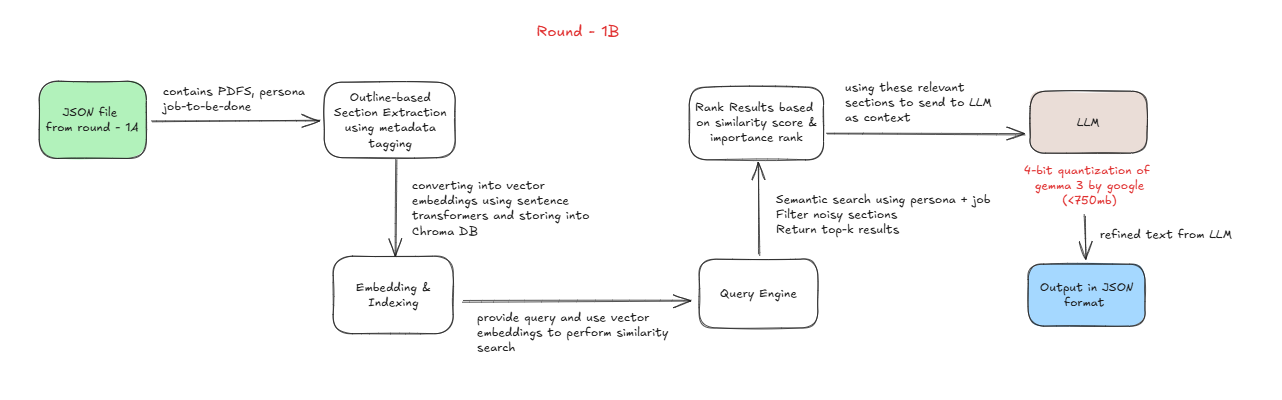 Round - 1B
JSON file
from round - 1A
contains PDFS, persona
job-to-be-done
Outline-based
Section Extraction
using metadata
tagging
converting into vector
embeddings using sentence
transformers and storing into
Chroma DB
Embedding &
Indexing
provide query and use vector
embeddings to perform similarity
search
Query Engine
Semantic search using persona + job
Filter noisy sections
Return top-k results
Rank Results based
on similarity score &
importance rank
using these relevant
sections to send to LLM
as context
LLM
4-bit quantization of
gemma 3 by google
(<750mb)
refined text from LLM
Output in JSON
format